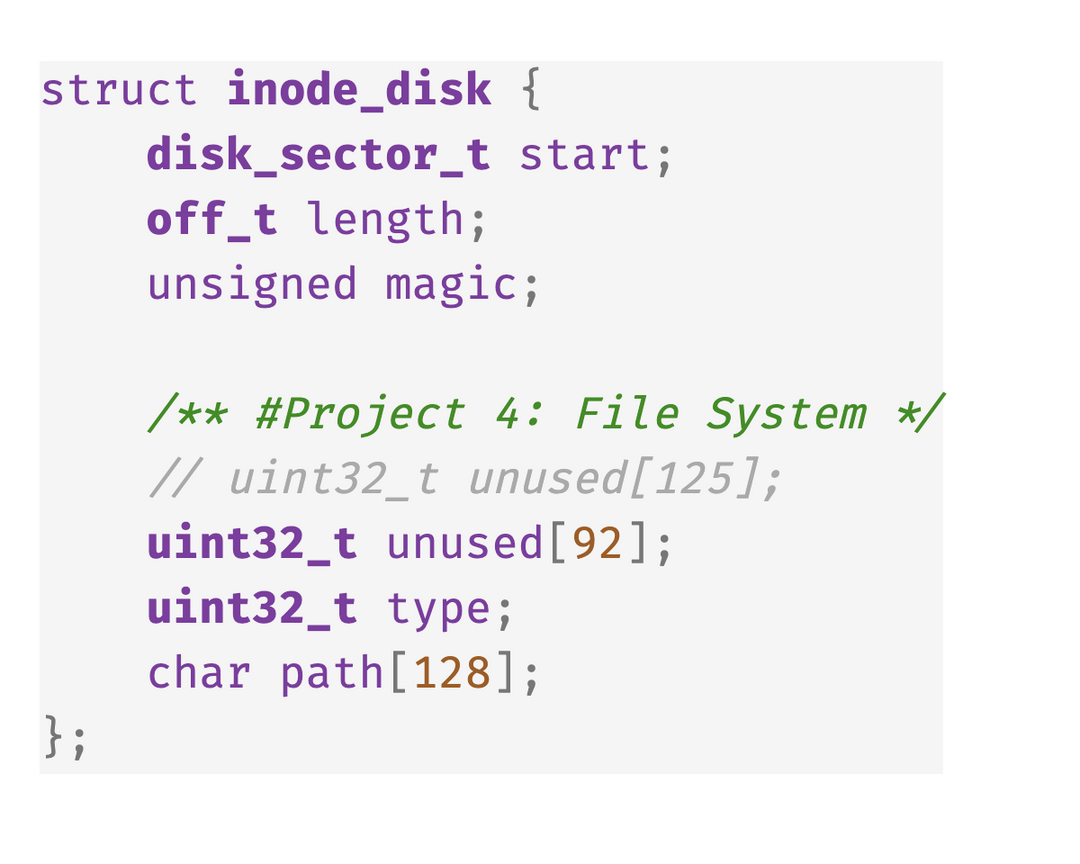 struct inode_disk {
    disk_sector_t start;
    off_t length;
    unsigned magic;

    /** #Project 4: File System */
    // uint32_t unused[125];
    uint32_t unused[92];
    uint32_t type;
    char path[128];
};